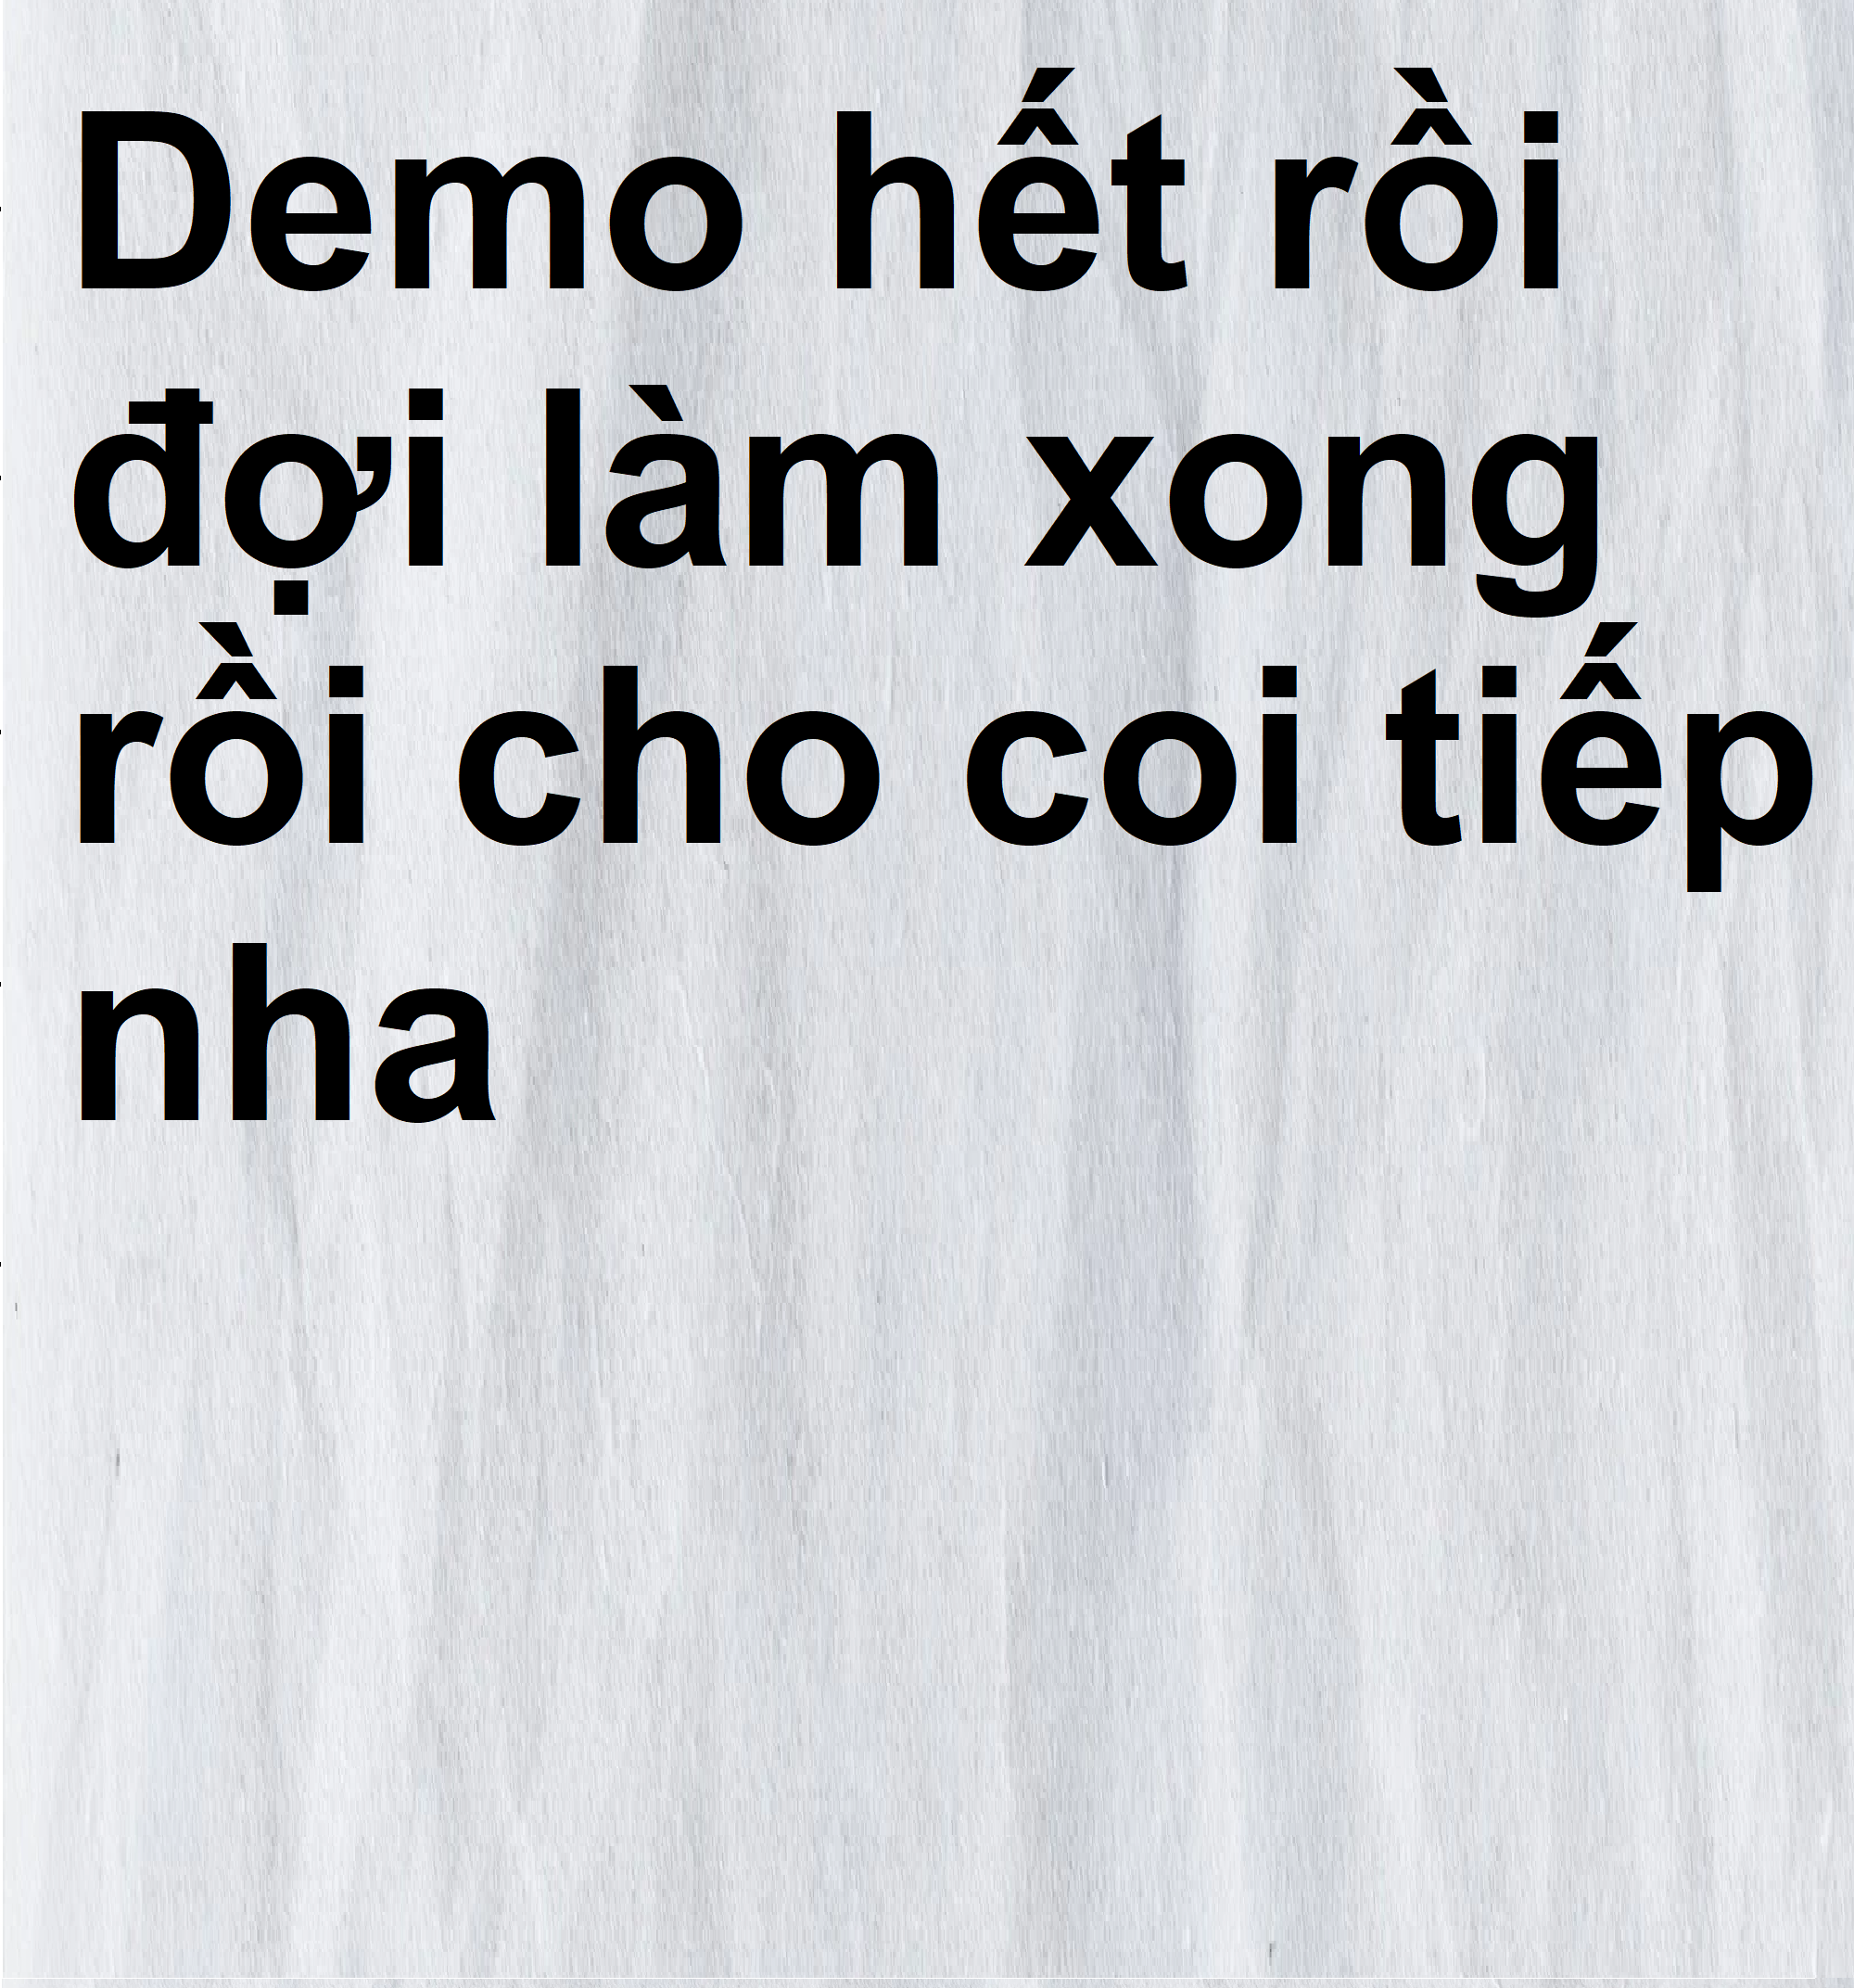 Demo hết rồi
đợi làm xong
rồi cho coi tiếp
nha